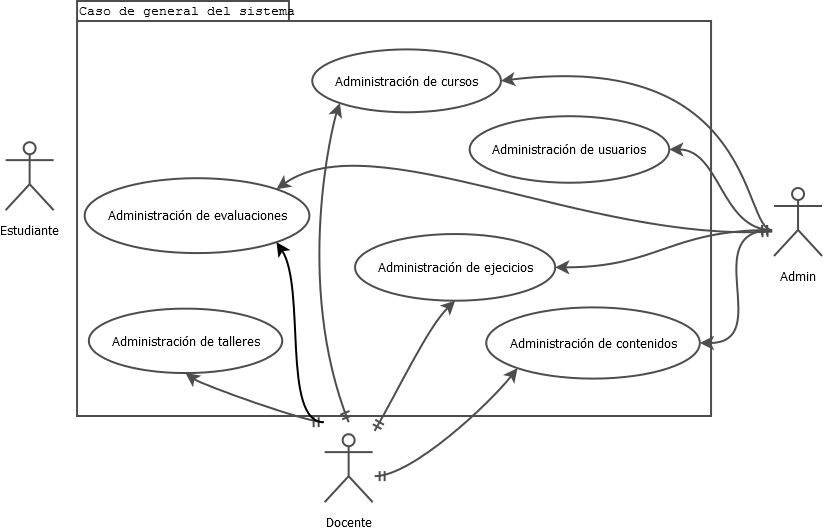 Caso de general del sistema
Administración de cursos
Administración de usuarios
Estudiante
Administración de evaluaciones
Administración de ejecicios
Admin
Administración de talleres
Administración de contenidos
Docente